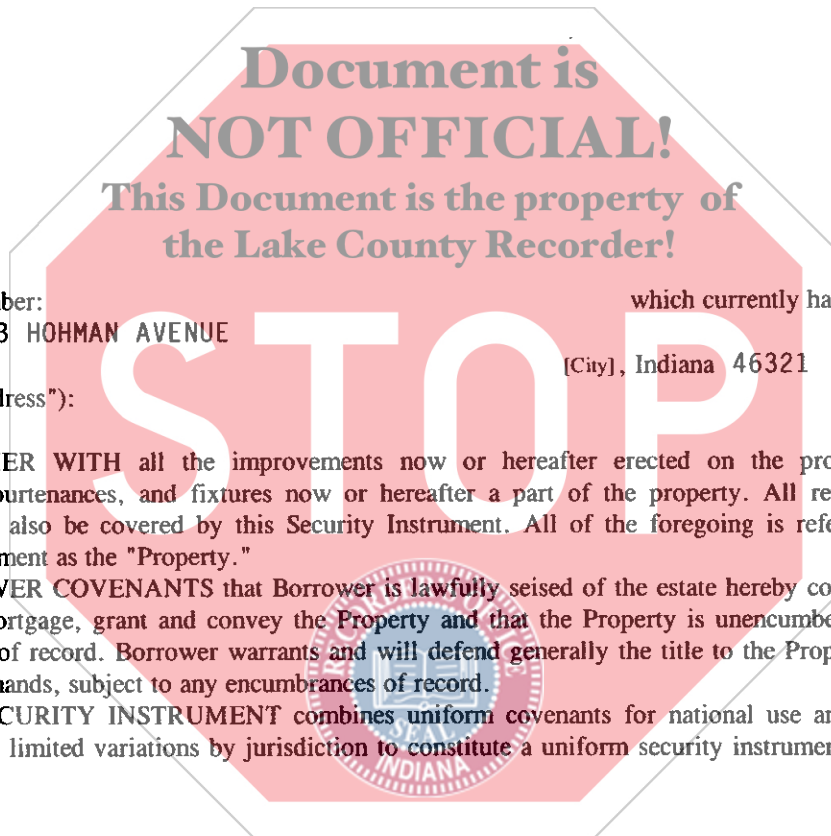 Document is
NOT OFFICIAL!
This Document is the property of
the Lake County Recorder!
ber: which currently ha
3 HOHMAN AVENUE
[City], Indiana 46321
lress"):
STOP
ER WITH all the improvements now or hereafter erected on the pro
ourtenances, and fixtures now or hereafter a part of the property. All re
also be covered by this Security Instrument. All of the foregoing is refe
ment as the "Property."
VER COVENANTS that Borrower is lawfully seised of the estate hereby co
ortgage, grant and convey the Property and that the Property is unencumbe
of record. Borrower warrants and will defend generally the title to the Prop
nands, subject to any encumbrances of record.
CURITY INSTRUMENT combines uniform covenants for national use an
limited variations by jurisdiction to constitute a uniform security instrumen
SEAL
INDIANA